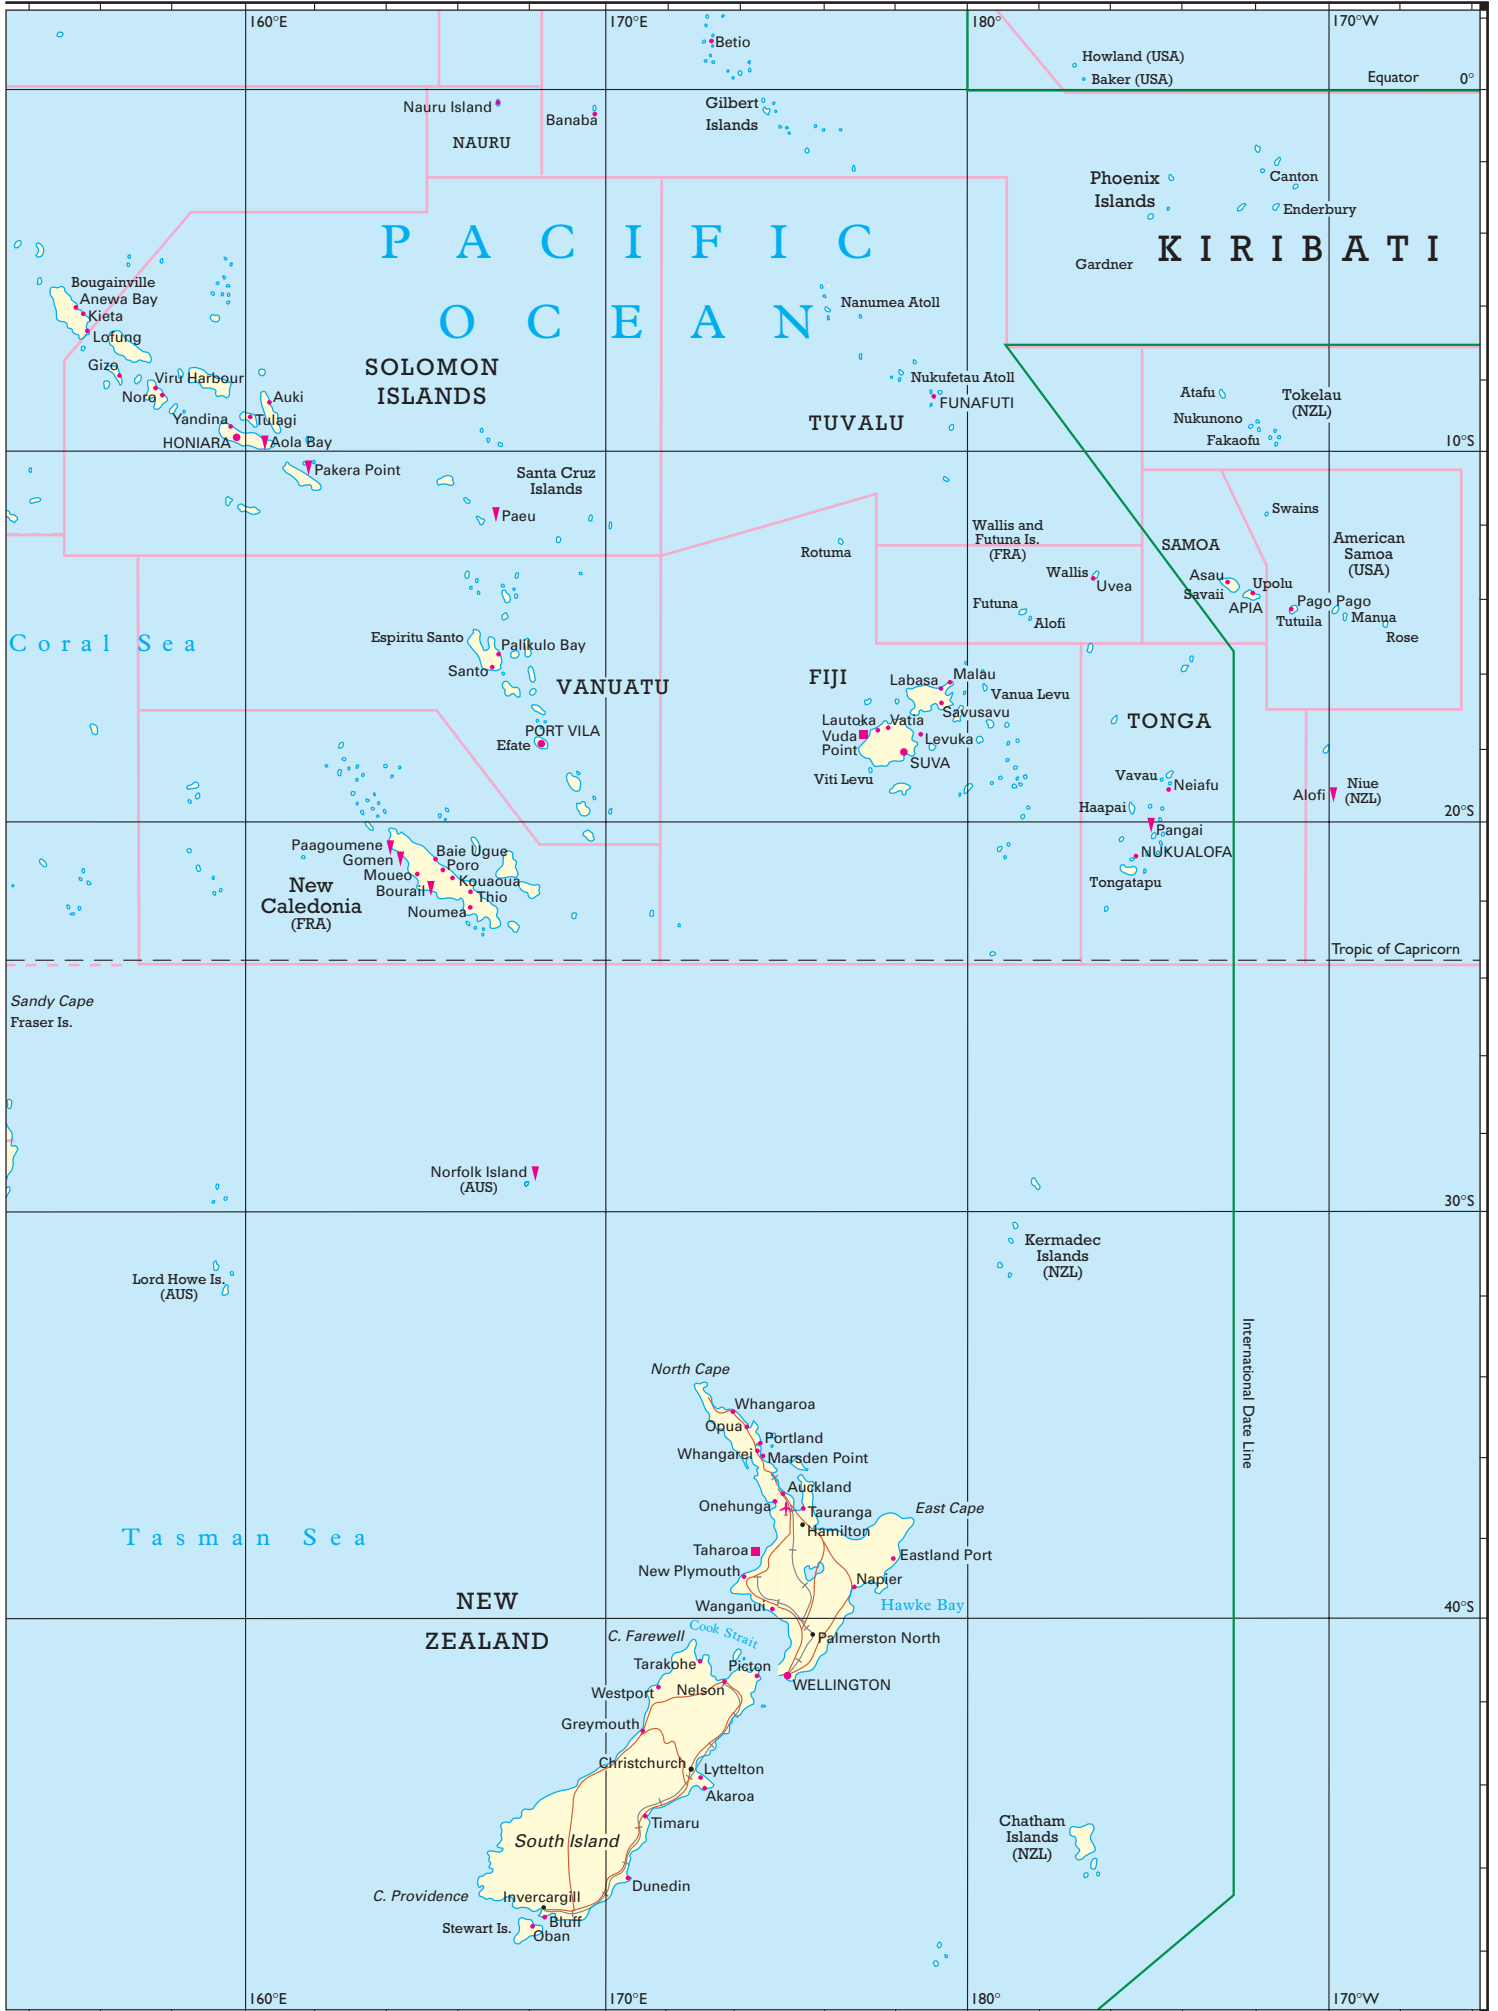 160°E
170°E
180°
170°W
Betio
Howland (USA)
Baker (USA)
Equator
0°
Nauru Island
Banaba
Gilbert
Islands
NAURU
Phoenix
Islands
Canton
Enderbury
Gardner
KIRIBATI
PACIFIC
OCEAN
Bougainville
Anewa Bay
Kieta
Lofung
Gizo
Viru Harbour
Noro
Auki
Yandina
Tulagi
HONIARA
Aola Bay
Pakera Point
SOLOMON
ISLANDS
Nanumea Atoll
Nukufetau Atoll
FUNAFUTI
TUVALU
Atafu
Tokelau
(NZL)
Nukunono
Fakaofu
10°S
Santa Cruz
Islands
Paeu
Swains
Rotuma
Wallis and
Futuna Is.
(FRA)
SAMOA
American
Samoa
(USA)
Wallis
Uvea
Asau
Savaii
Upolu
APIA
Pago Pago
Tutuila
Manua
Rose
Futuna
Alofi
Coral Sea
Espiritu Santo
Palikulo Bay
Santo
VANUATU
PORT VILA
Efate
FIJI
Labasa
Malau
Vanua Levu
Savusavu
Lautoka
Vatia
Vuda
Point
Levuka
SUVA
Viti Levu
TONGA
Vavau
Neiafu
Haapai
Pangai
NUKUALOFA
Tongatapu
Alofi
Niue
(NZL)
20°S
Paagoumene
Gomen
Moueo
Bourail
Baie Ugue
Poro
Kouaoua
Thio
Noumea
New
Caledonia
(FRA)
Tropic of Capricorn
Sandy Cape
Fraser Is.
Norfolk Island
(AUS)
30°S
Lord Howe Is.
(AUS)
Kermadec
Islands
(NZL)
International Date Line
North Cape
Whangaroa
Opua
Portland
Whangarei
Marsden Point
Auckland
Onehunga
Tauranga
Hamilton
East Cape
Tasman Sea
Taharoa
Eastland Port
New Plymouth
Napier
Wanganui
Hawke Bay
NEW
ZEALAND
40°S
Cook Strait
C. Farewell
Palmerston North
Tarakohe
Picton
WELLINGTON
Nelson
Westport
Greymouth
Christchurch
Lyttelton
Akaroa
Timaru
South Island
Chatham
Islands
(NZL)
Dunedin
C. Providence
Invercargill
Bluff
Stewart Is.
Oban
160°E
170°E
180°
170°W